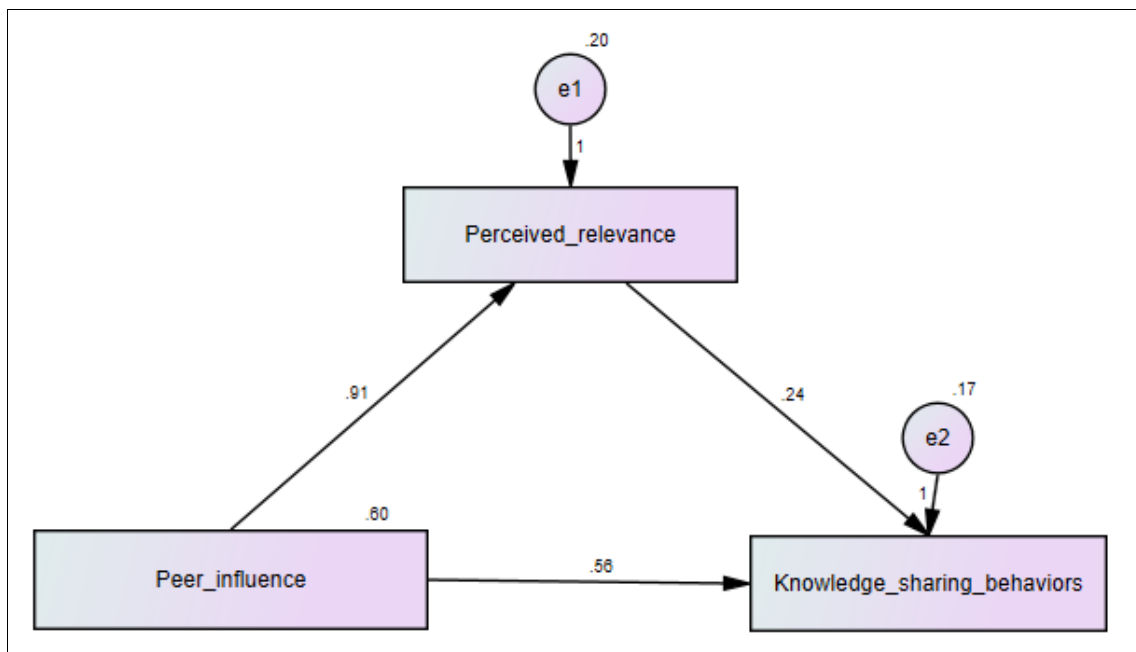 .20
e1
1
Perceived_relevance
.91
.24
.17
e2
1
.60
Peer_influence
.56
Knowledge_sharing_behaviors